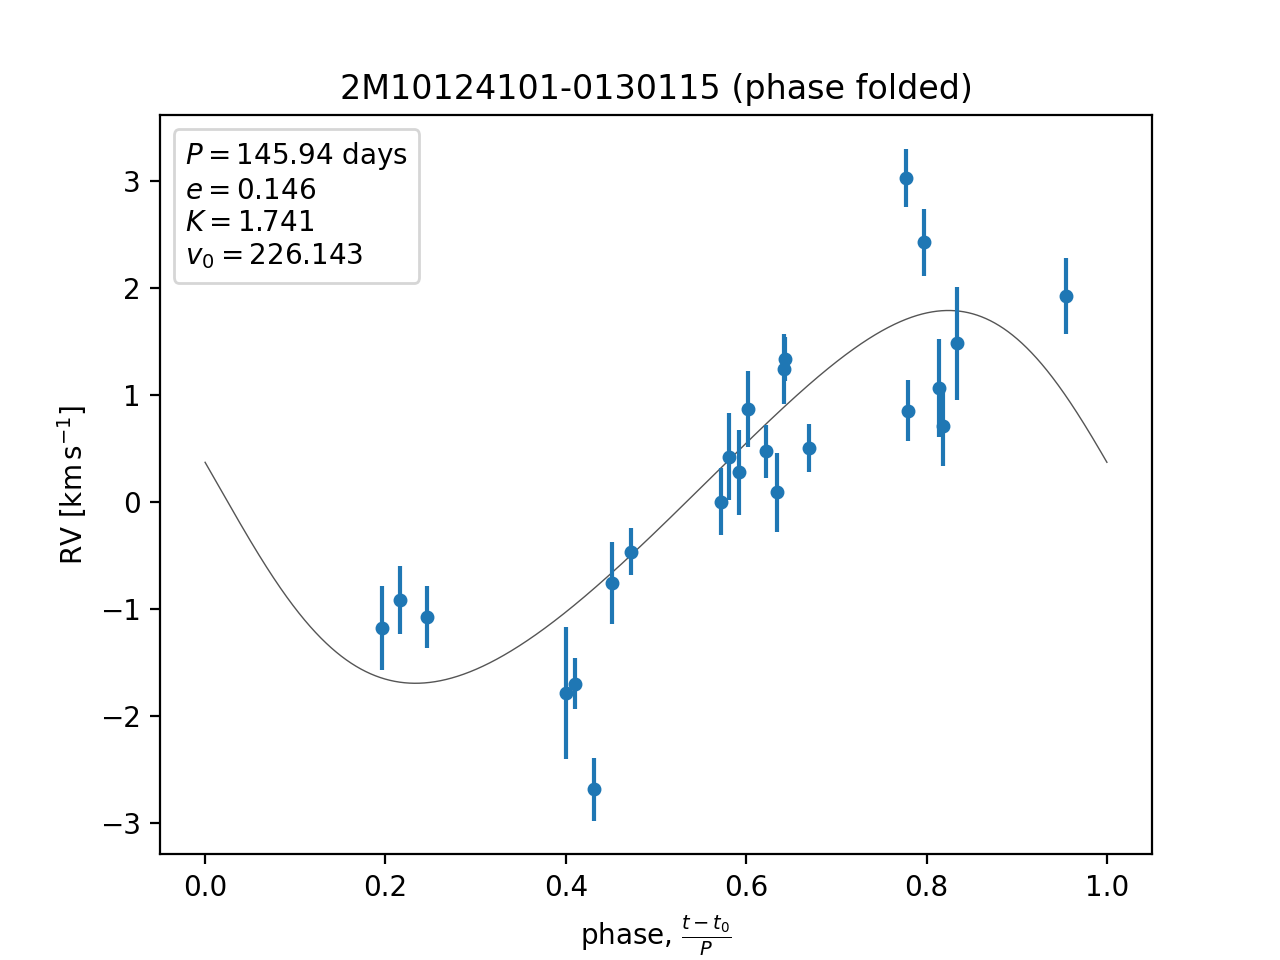 2M10124101-0130115 (phase folded)
P = 145.94 days
e = 0.146
K = 1.741
v₀ = 226.143
3
2
1
0
−1
−2
−3
RV [km s⁻¹]
0.0 0.2 0.4 0.6 0.8 1.0
phase, (t − t₀)/P